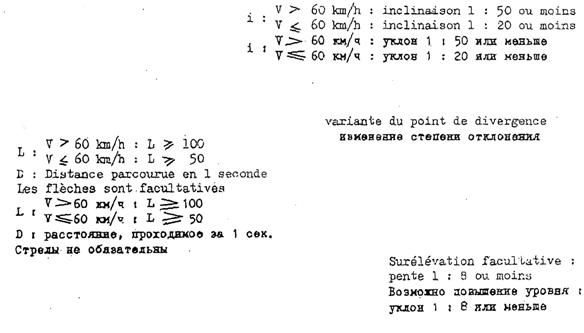 i : V > 60 km/h : inclinaison 1 : 50 ou moins
V ≤ 60 km/h : inclinaison 1 : 20 ou moins
i : V > 60 км/ч : уклон 1 : 50 или меньше
V ≤ 60 км/ч : уклон 1 : 20 или меньше
variante du point de divergence
изменение степени отклонения
L : V > 60 km/h : L ⩾ 100
V ≤ 60 km/h : L ⩾ 50
D : Distance parcourue en 1 seconde
Les flèches sont facultatives
L : V > 60 км/ч : L ⩾ 100
V ≤ 60 км/ч : L ⩾ 50
D : расстояние, проходимое за 1 сек.
Стрелы не обязательны
Surélévation facultative :
pente 1 : 8 ou moins
Возможно повышение уровня :
уклон 1 : 8 или меньше